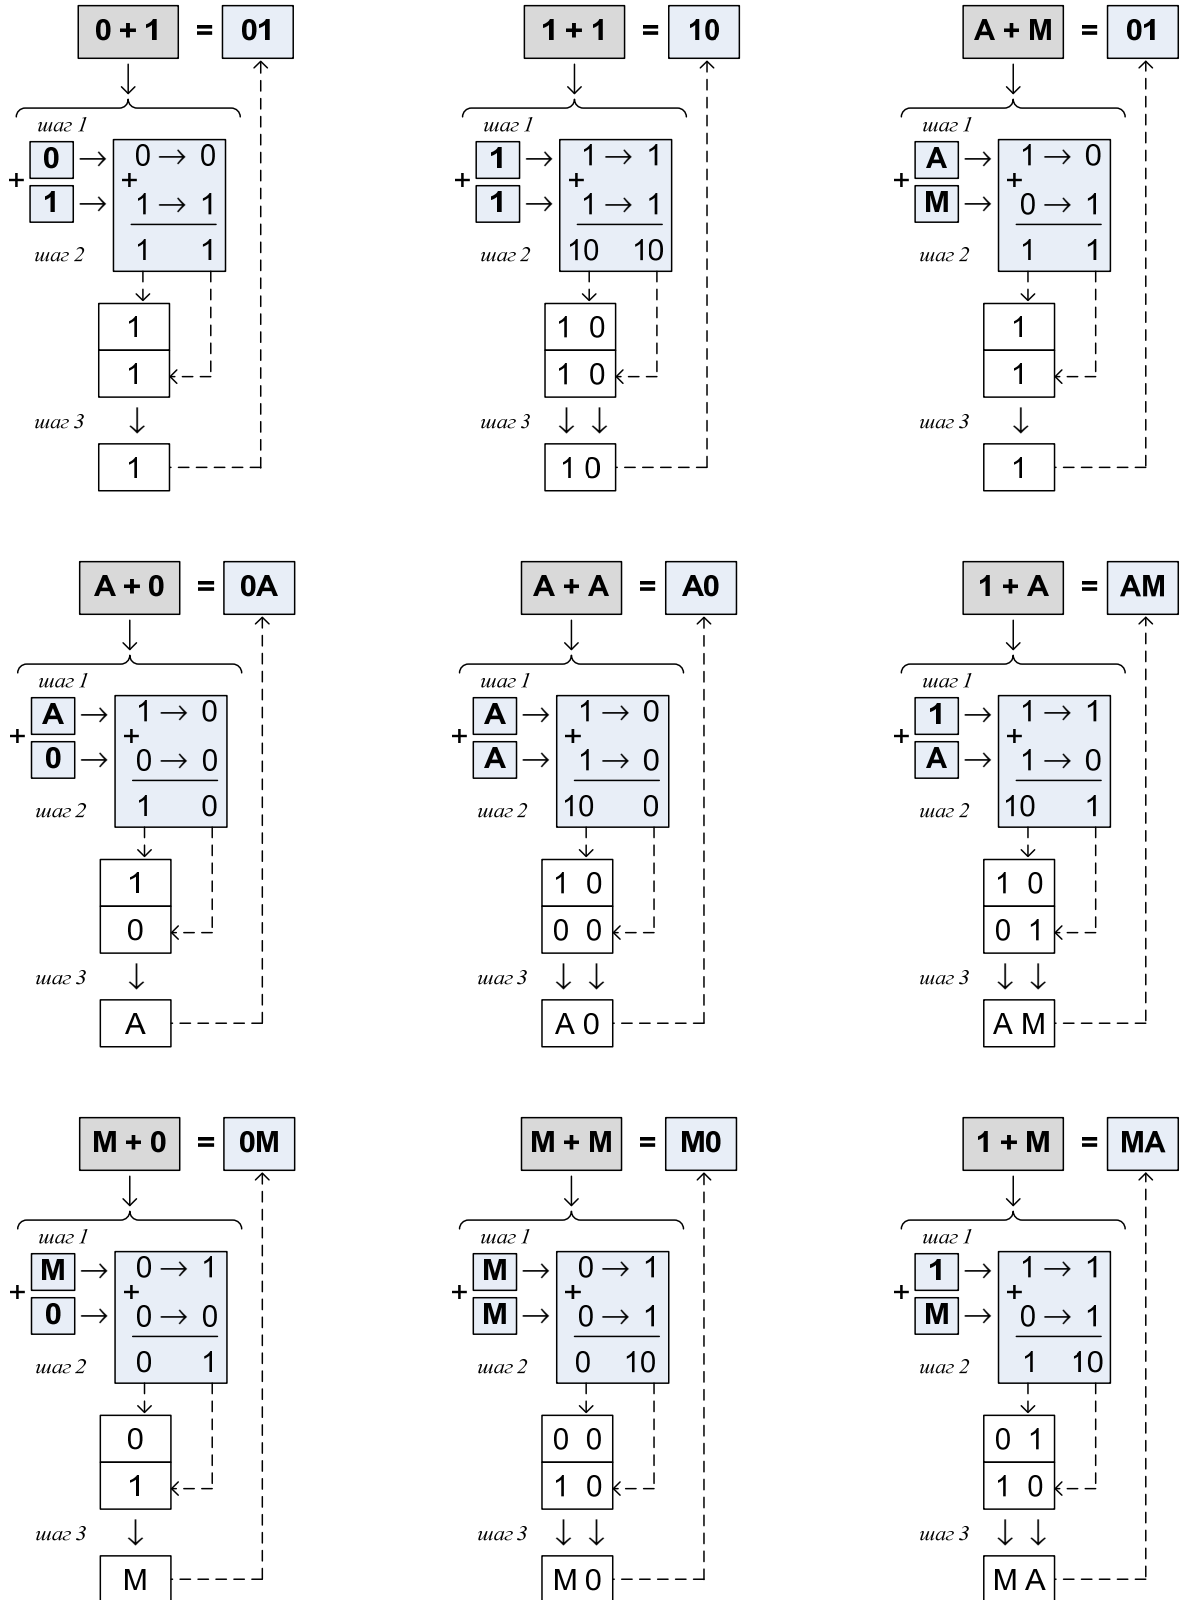 0 + 1 = 01
шаг 1
0 → 0 → 0
+ +
1 → 1 → 1
шаг 2 1 1
1
1
шаг 3
1
1 + 1 = 10
шаг 1
1 → 1 → 1
+ +
1 → 1 → 1
шаг 2 10 10
1 0
1 0
шаг 3
1 0
A + M = 01
шаг 1
A → 1 → 0
+ +
M → 0 → 1
шаг 2 1 1
1
1
шаг 3
1
A + 0 = 0A
шаг 1
A → 1 → 0
+ +
0 → 0 → 0
шаг 2 1 0
1
0
шаг 3
A
A + A = A0
шаг 1
A → 1 → 0
+ +
A → 1 → 0
шаг 2 10 0
1 0
0 0
шаг 3
A 0
1 + A = AM
шаг 1
1 → 1 → 1
+ +
A → 1 → 0
шаг 2 10 1
1 0
0 1
шаг 3
A M
M + 0 = 0M
шаг 1
M → 0 → 1
+ +
0 → 0 → 0
шаг 2 0 1
0
1
шаг 3
M
M + M = M0
шаг 1
M → 0 → 1
+ +
M → 0 → 1
шаг 2 0 10
0 0
1 0
шаг 3
M 0
1 + M = MA
шаг 1
1 → 1 → 1
+ +
M → 0 → 1
шаг 2 1 10
0 1
1 0
шаг 3
M A